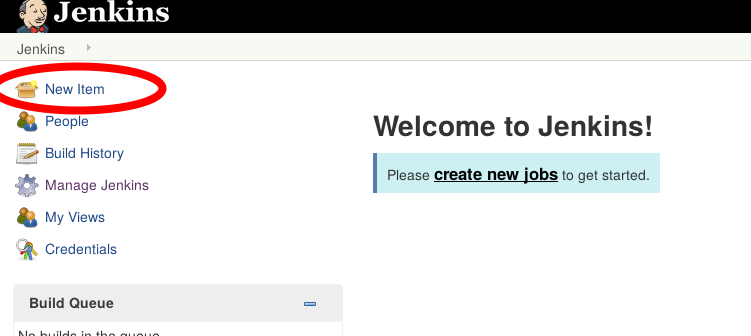 Jenkins
Jenkins
New Item
People
Build History
Manage Jenkins
My Views
Credentials
Welcome to Jenkins!
Please create new jobs to get started.
Build Queue
No builds in the queue